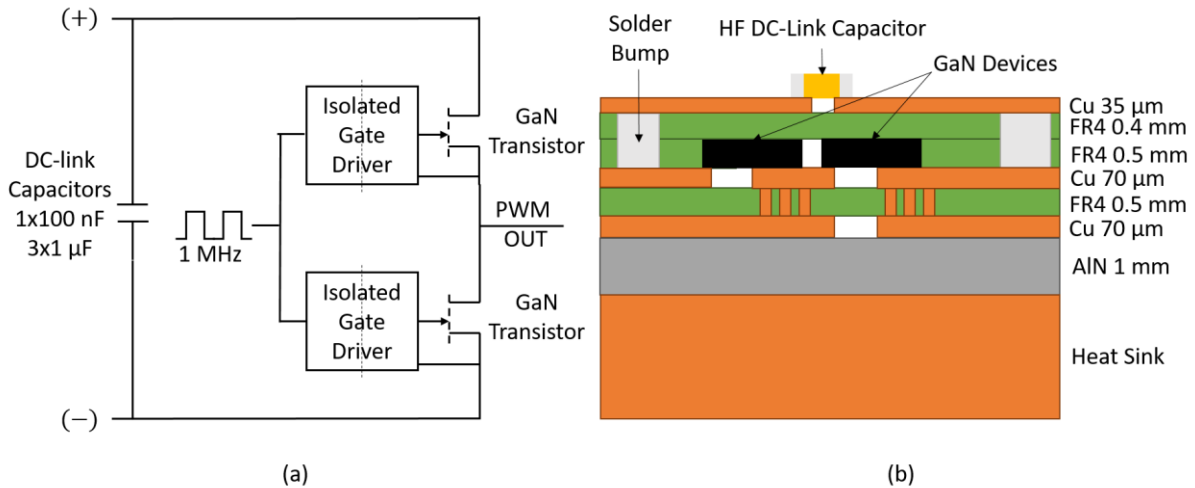 (+)
DC-link
Capacitors
1x100 nF
3x1 μF
1 MHz
Isolated
Gate
Driver
GaN
Transistor
PWM
OUT
Isolated
Gate
Driver
GaN
Transistor
(−)
(a)
Solder
Bump
HF DC-Link Capacitor
GaN Devices
Cu 35 μm
FR4 0.4 mm
FR4 0.5 mm
Cu 70 μm
FR4 0.5 mm
Cu 70 μm
AlN 1 mm
Heat Sink
(b)